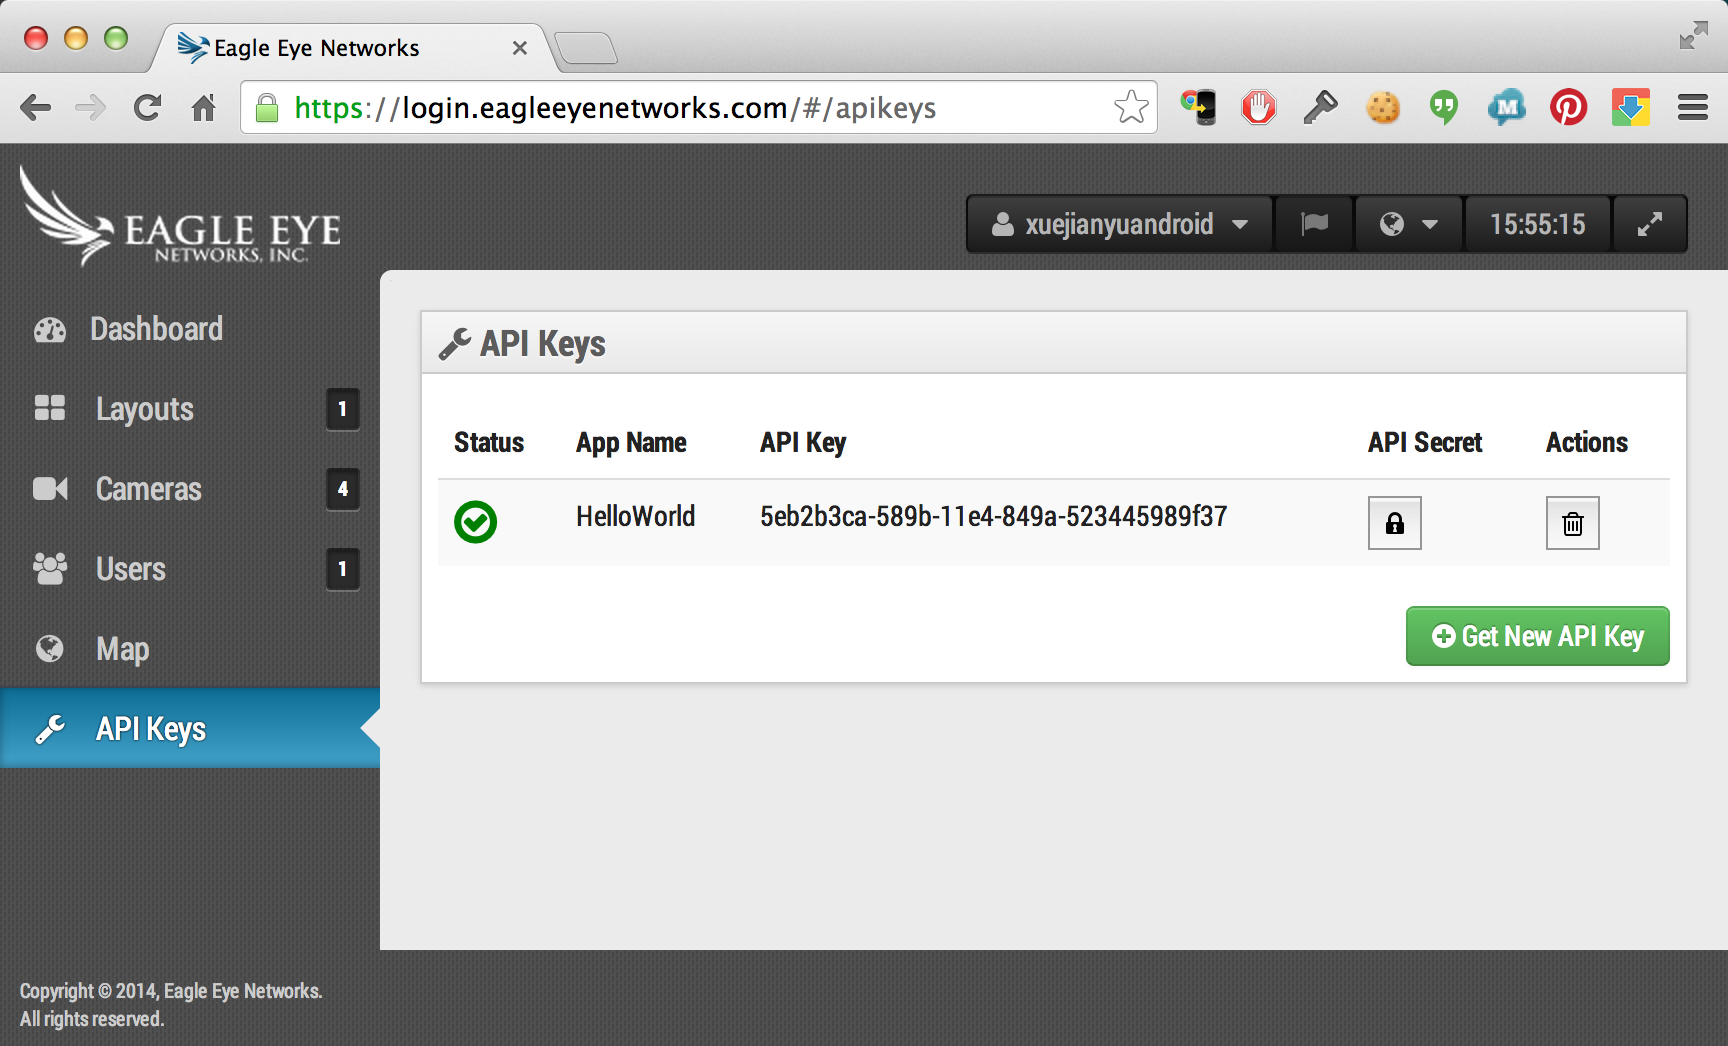 Eagle Eye Networks
https://login.eagleeyenetworks.com/#/apikeys
M
EAGLE EYE
NETWORKS, INC.
xuejianyuandroid
15:55:15
Dashboard
Layouts 1
Cameras 4
Users 1
Map
API Keys
API Keys
Status App Name API Key API Secret Actions
HelloWorld 5eb2b3ca-589b-11e4-849a-523445989f37
Get New API Key
Copyright © 2014, Eagle Eye Networks.
All rights reserved.